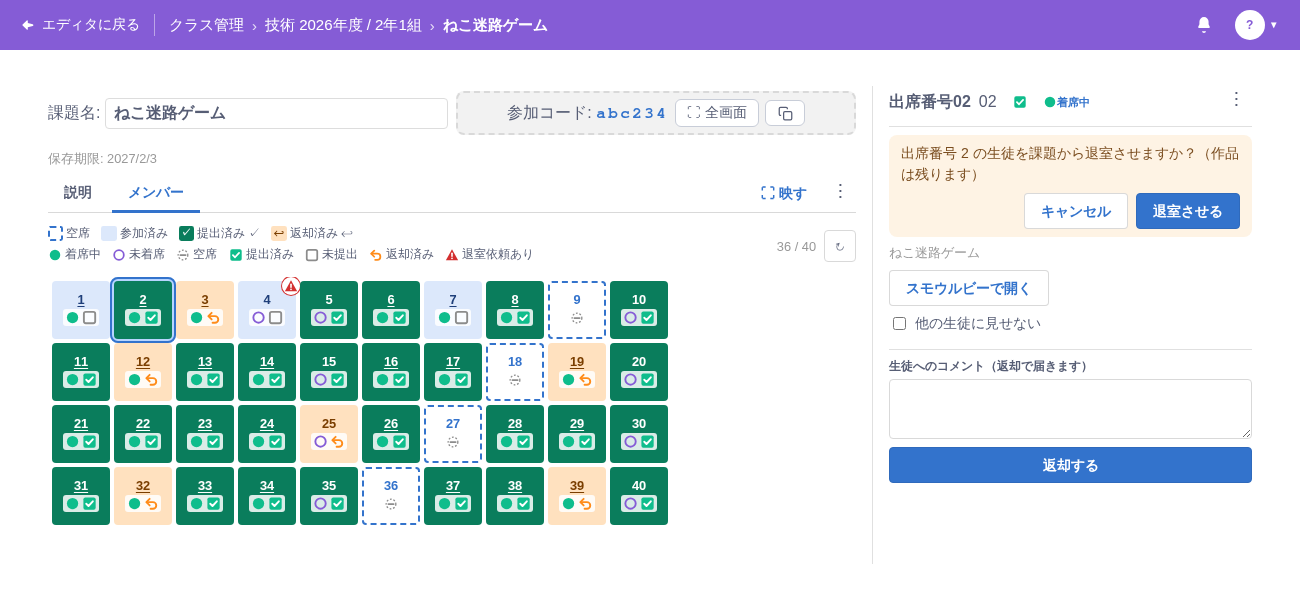 エディタに戻る クラス管理 › 技術 2026年度 / 2年1組 › ねこ迷路ゲーム ?
課題名: ねこ迷路ゲーム 参加コード: abc234 全画面
保存期限: 2027/2/3
説明 メンバー 映す
空席 参加済み 提出済み 返却済み
着席中 未着席 空席 提出済み 未提出 返却済み 退室依頼あり
36 / 40
1 2 3 4 5 6 7 8 9 10
11 12 13 14 15 16 17 18 19 20
21 22 23 24 25 26 27 28 29 30
31 32 33 34 35 36 37 38 39 40
出席番号02 02 着席中
出席番号 2 の生徒を課題から退室させますか？（作品
は残ります）
キャンセル 退室させる
ねこ迷路ゲーム
スモウルビーで開く
他の生徒に見せない
生徒へのコメント（返却で届きます）
返却する